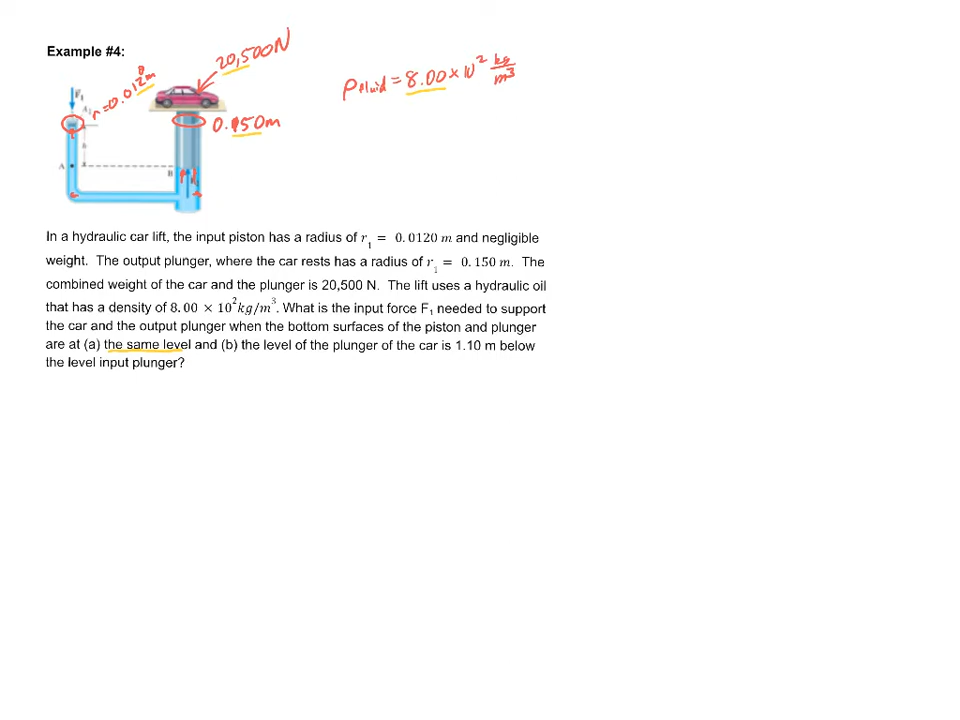 Example #4:
20,500N
r=0.0120m
ρfluid = 8.00 × 10² kg/m³
F₁
A₁
0.150m
h
A
B
In a hydraulic car lift, the input piston has a radius of r₁ = 0.0120 m and negligible
weight. The output plunger, where the car rests has a radius of r₁ = 0.150 m. The
combined weight of the car and the plunger is 20,500 N. The lift uses a hydraulic oil
that has a density of 8.00 × 10²kg/m³. What is the input force F₁ needed to support
the car and the output plunger when the bottom surfaces of the piston and plunger
are at (a) the same level and (b) the level of the plunger of the car is 1.10 m below
the level input plunger?